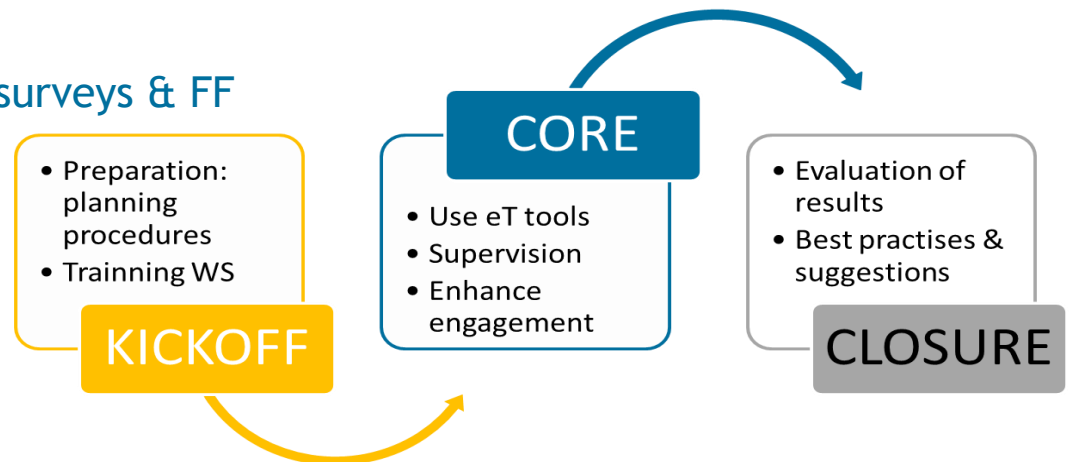 surveys & FF
• Preparation:
planning
procedures
• Trainning WS
KICKOFF
CORE
• Use eT tools
• Supervision
• Enhance
engagement
• Evaluation of
results
• Best practises &
suggestions
CLOSURE